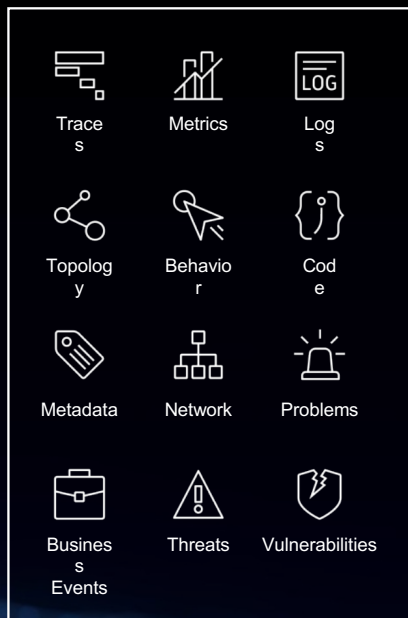 LOG
Trace
s
Metrics
Log
s
Topolog
y
Behavio
r
{j}
Cod
e
Metadata
Network
Problems
Busines
s
Events
Threats
Vulnerabilities